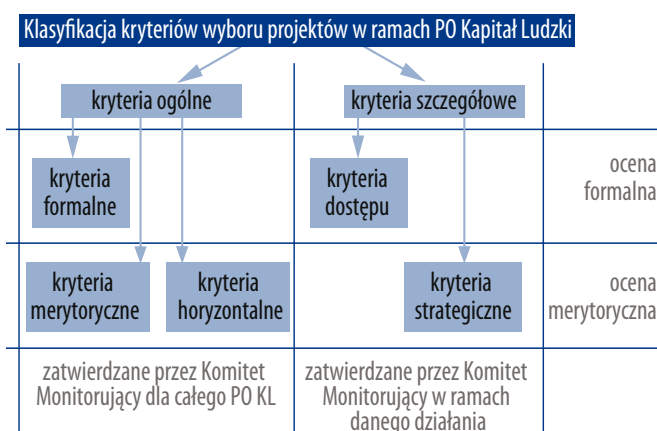 Klasyfikacja kryteriów wyboru projektów w ramach PO Kapitał Ludzki
kryteria ogólne
kryteria szczegółowe
kryteria
formalne
kryteria
dostępu
ocena
formalna
kryteria
merytoryczne
kryteria
horyzontalne
kryteria
strategiczne
ocena
merytoryczna
zatwierdzane przez Komitet
Monitorujący dla całego PO KL
zatwierdzane przez Komitet
Monitorujący w ramach
danego działania